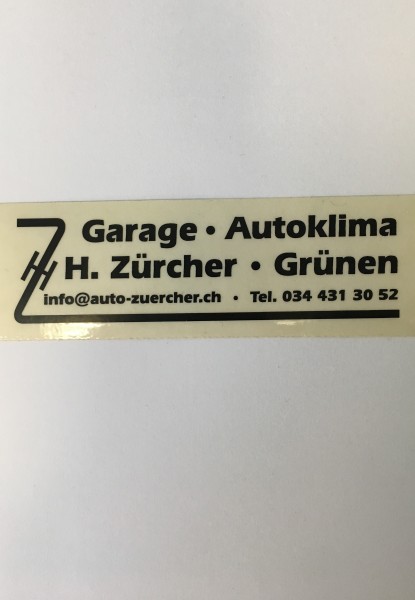 Garage • Autoklima
H. Zürcher • Grünen
info@auto-zuercher.ch • Tel. 034 431 30 52